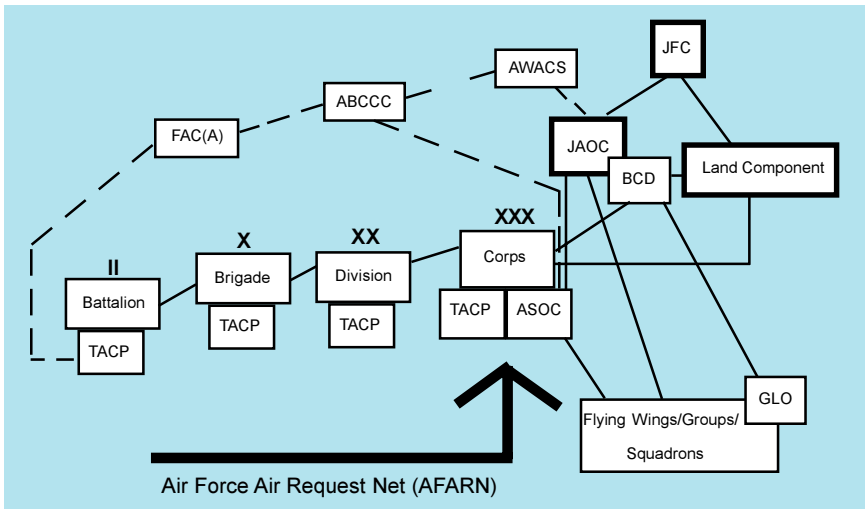 JFC
AWACS
ABCCC
FAC(A)
JAOC
BCD
Land Component
XXX
XX
X
II
Corps
Division
Brigade
Battalion
TACP
ASOC
TACP
TACP
TACP
GLO
Flying Wings/Groups/
Squadrons
Air Force Air Request Net (AFARN)